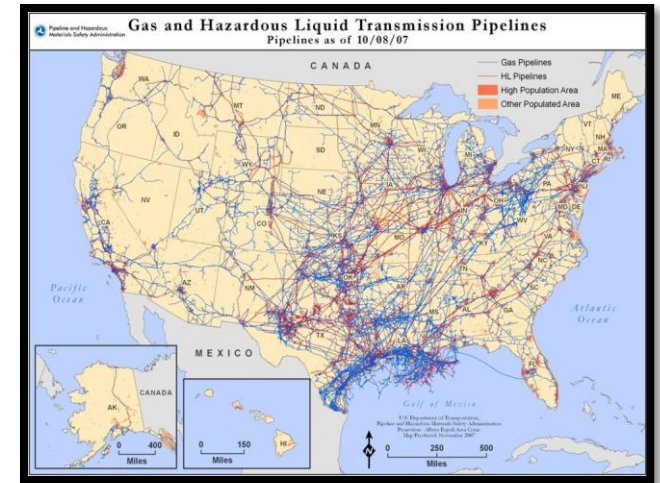 Pipeline and Hazardous
Materials Safety Administration
Gas and Hazardous Liquid Transmission Pipelines
Pipelines as of 10/08/07
CANADA
Gas Pipelines
HL Pipelines
High Population Area
Other Populated Area
WA
MT
ND
MN
ME
OR
ID
SD
WI
MI
VT
NH
NY
MA
CT
RI
WY
NV
UT
NE
IA
PA
NJ
CA
CO
KS
MO
IL
IN
OH
WV
MD
DE
VA
KY
AZ
NM
OK
AR
TN
NC
SC
TX
LA
MS
AL
GA
FL
Pacific
Ocean
Atlantic
Ocean
MEXICO
Gulf of Mexico
CANADA
AK
0 400
Miles
0 150
Miles
HI
U.S. Department of Transportation,
Pipeline and Hazardous Materials Safety Administration
Projection: Albers Equal Area Conic
Map Produced: November 2007
0 250 500
Miles